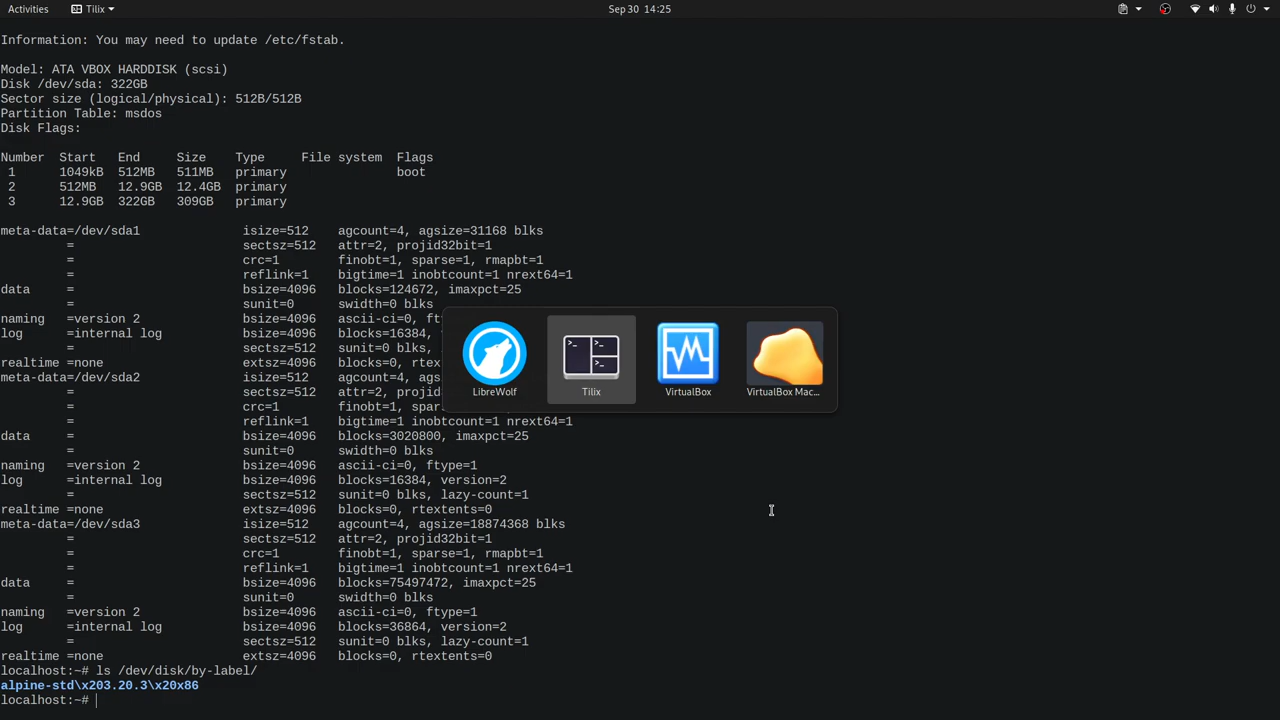 Activities Tilix Sep 30 14:25
Information: You may need to update /etc/fstab.
Model: ATA VBOX HARDDISK (scsi)
Disk /dev/sda: 322GB
Sector size (logical/physical): 512B/512B
Partition Table: msdos
Disk Flags:
Number Start End Size Type File system Flags
1 1049kB 512MB 511MB primary boot
2 512MB 12.9GB 12.4GB primary
3 12.9GB 322GB 309GB primary
meta-data=/dev/sda1 isize=512 agcount=4, agsize=31168 blks
= sectsz=512 attr=2, projid32bit=1
= crc=1 finobt=1, sparse=1, rmapbt=1
= reflink=1 bigtime=1 inobtcount=1 nrext64=1
data = bsize=4096 blocks=124672, imaxpct=25
= sunit=0 swidth=0 blks
naming =version 2 bsize=4096 ascii-ci=0,
log =internal log bsize=4096 blocks=16384,
= sectsz=512 sunit=0 bl
realtime =none extsz=4096 blocks=0, r
meta-data=/dev/sda2 isize=512 agcount=4,
= sectsz=512 attr=2, pr
= crc=1 finobt=1,
= reflink=1 bigtime=1 inobtcount=1 nrext64=1
data = bsize=4096 blocks=3020800, imaxpct=25
= sunit=0 swidth=0 blks
naming =version 2 bsize=4096 ascii-ci=0, ftype=1
log =internal log bsize=4096 blocks=16384, version=2
= sectsz=512 sunit=0 blks, lazy-count=1
realtime =none extsz=4096 blocks=0, rtextents=0
meta-data=/dev/sda3 isize=512 agcount=4, agsize=18874368 blks
= sectsz=512 attr=2, projid32bit=1
= crc=1 finobt=1, sparse=1, rmapbt=1
= reflink=1 bigtime=1 inobtcount=1 nrext64=1
data = bsize=4096 blocks=75497472, imaxpct=25
= sunit=0 swidth=0 blks
naming =version 2 bsize=4096 ascii-ci=0, ftype=1
log =internal log bsize=4096 blocks=36864, version=2
= sectsz=512 sunit=0 blks, lazy-count=1
realtime =none extsz=4096 blocks=0, rtextents=0
localhost:~# ls /dev/disk/by-label/
alpine-std\x203.20.3\x20x86
localhost:~#
LibreWolf Tilix VirtualBox VirtualBox Mac...